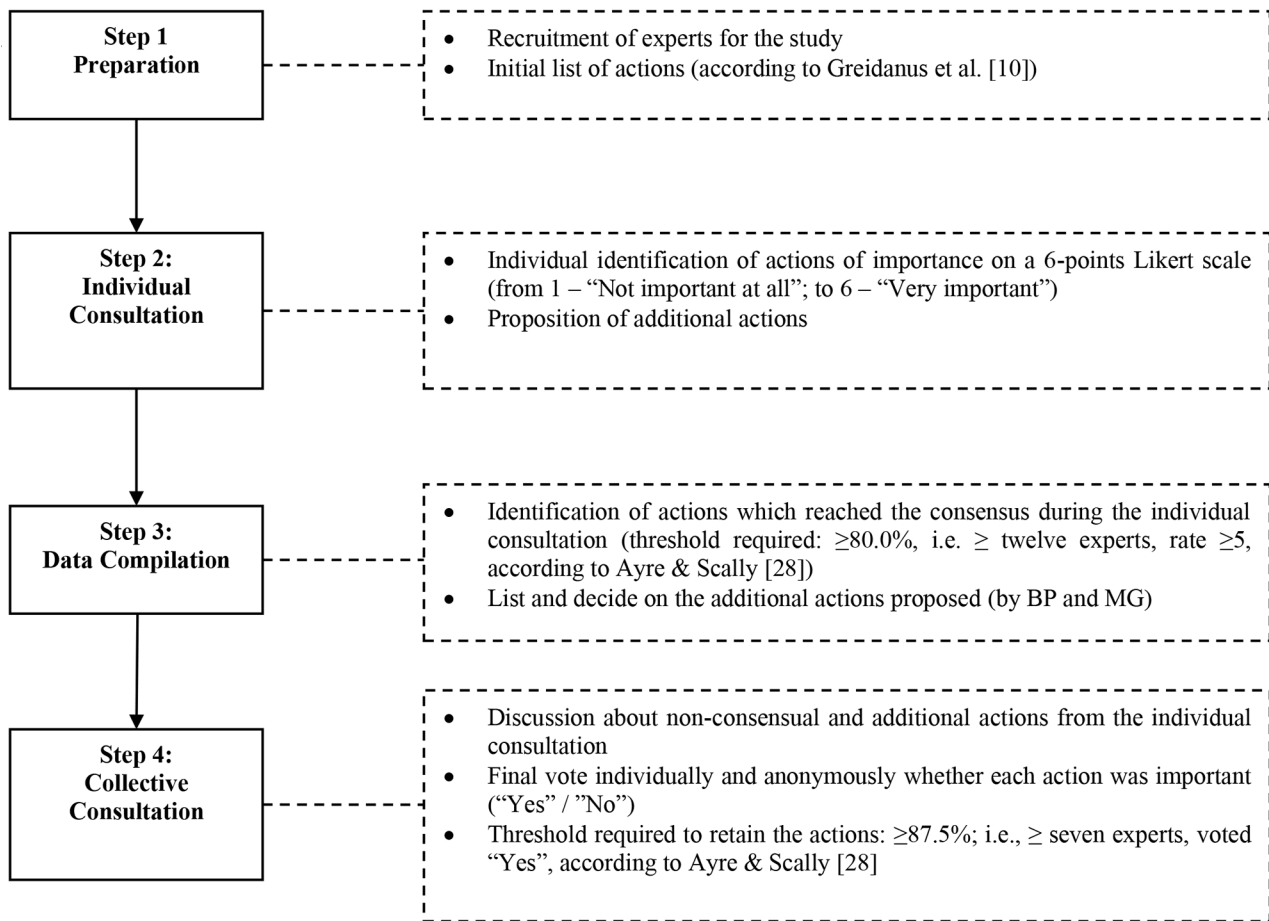 Step 1
Preparation
• Recruitment of experts for the study
• Initial list of actions (according to Greidanus et al. [10])
Step 2:
Individual
Consultation
• Individual identification of actions of importance on a 6-points Likert scale
(from 1 – “Not important at all”; to 6 – “Very important”)
• Proposition of additional actions
Step 3:
Data Compilation
• Identification of actions which reached the consensus during the individual
consultation (threshold required: ≥80.0%, i.e. ≥ twelve experts, rate ≥5,
according to Ayre & Scally [28])
• List and decide on the additional actions proposed (by BP and MG)
Step 4:
Collective
Consultation
• Discussion about non-consensual and additional actions from the individual
consultation
• Final vote individually and anonymously whether each action was important
(“Yes” / ”No”)
• Threshold required to retain the actions: ≥87.5%; i.e., ≥ seven experts, voted
“Yes”, according to Ayre & Scally [28]